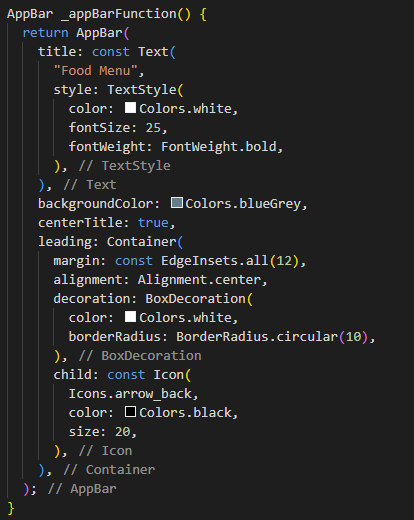 AppBar _appBarFunction() {
  return AppBar(
    title: const Text(
      "Food Menu",
      style: TextStyle(
        color: Colors.white,
        fontSize: 25,
        fontWeight: FontWeight.bold,
      ), // TextStyle
    ), // Text
    backgroundColor: Colors.blueGrey,
    centerTitle: true,
    leading: Container(
      margin: const EdgeInsets.all(12),
      alignment: Alignment.center,
      decoration: BoxDecoration(
        color: Colors.white,
        borderRadius: BorderRadius.circular(10),
      ), // BoxDecoration
      child: const Icon(
        Icons.arrow_back,
        color: Colors.black,
        size: 20,
      ), // Icon
    ), // Container
  ); // AppBar
}